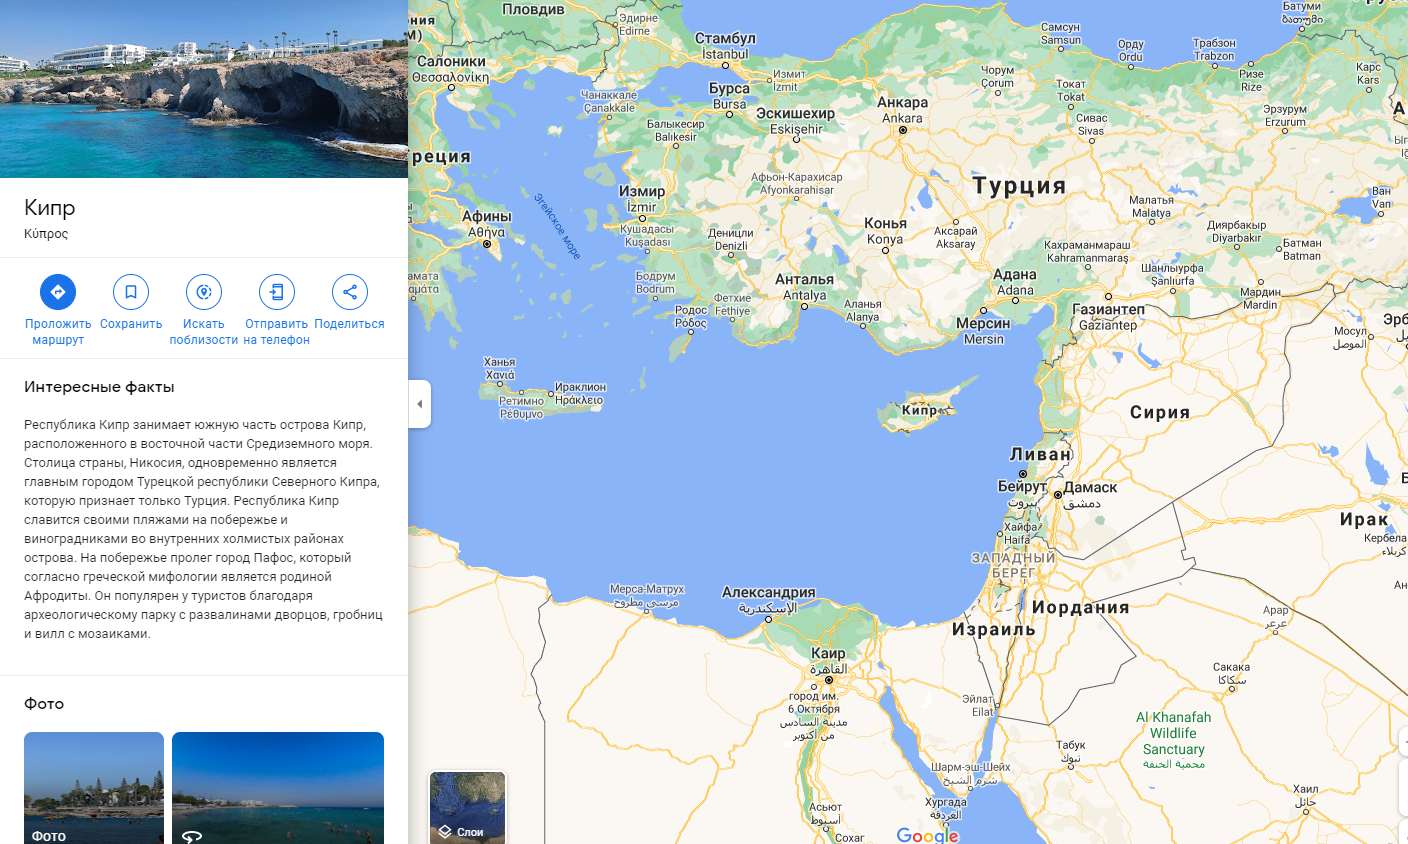 Кипр
Κύπρος
Проложить
маршрут
Сохранить
Искать
поблизости
Отправить
на телефон
Поделиться
Интересные факты
Республика Кипр занимает южную часть острова Кипр,
расположенного в восточной части Средиземного моря.
Столица страны, Никосия, одновременно является
главным городом Турецкой республики Северного Кипра,
которую признает только Турция. Республика Кипр
славится своими пляжами на побережье и
виноградниками во внутренних холмистых районах
острова. На побережье пролег город Пафос, который
согласно греческой мифологии является родиной
Афродиты. Он популярен у туристов благодаря
археологическому парку с развалинами дворцов, гробниц
и вилл с мозаиками.
Фото
Фото
Пловдив
Эдирне
Edirne
Стамбул
İstanbul
Салоники
Θεσσαλονίκη
Измит
İzmit
Чанаккале
Çanakkale
Бурса
Bursa
Эскишехир
Eskişehir
Балыкесир
Balıkesir
Анкара
Ankara
Самсун
Samsun
Орду
Ordu
Трабзон
Trabzon
Батуми
ბათუმი
Ризе
Rize
Карс
Kars
Чорум
Çorum
Токат
Tokat
Сивас
Sivas
Эрзурум
Erzurum
реция
Эгейское море
Измир
İzmir
Афьон-Карахисар
Afyonkarahisar
Турция
Афины
Αθήνα
Кушадасы
Kuşadası
Денизли
Denizli
Конья
Konya
Аксарай
Aksaray
Малатья
Malatya
Диярбакыр
Diyarbakır
Ван
Van
Батман
Batman
Кахраманмараш
Kahramanmaraş
Шанлыурфа
Şanlıurfa
Мардин
Mardin
Бодрум
Bodrum
Анталья
Antalya
Адана
Adana
Фетхие
Fethiye
Аланья
Alanya
Родос
Ρόδος
Мерсин
Mersin
Газиантеп
Gaziantep
Мосул
الموصل
Ханья
Χανιά
Ретимно
Ρέθυμνο
Ираклион
Ηράκλειο
Кипр
Сирия
Ливан
Бейрут
بيروت
Дамаск
دمشق
Ирак
Кербела
كربلاء
Хайфа
Haifa
ЗАПАДНЫЙ
БЕРЕГ
Мерса-Матрух
مرسى مطروح
Александрия
الإسكندرية
Иордания
Израиль
Арар
عرعر
Каир
القاهرة
город им.
6 Октября
مدينة السادس
من أكتوبر
Эйлат
Eilat
Сакака
سكاكا
Al Khanafah
Wildlife
Sanctuary
محمية الخنفة
Табук
تبوك
Шарм-эш-Шейх
شرم الشيخ
Хургада
الغردقة
Хаил
حائل
Асьют
أسيوط
Сохаг
Слои
Google